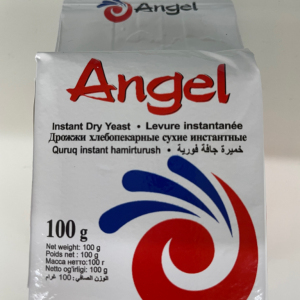 Angel
Angel
Instant Dry Yeast • Levure instantanée
Дрожжи хлебопекарные сухие инстантные
Quruq instant hamirturush • خميرة جافة فورية
100 g
Net weight: 100 g
Poids net : 100 g
Масса нетто:100 г
Netto og'irligi: 100 g
الوزن الصافي: 100 غرام